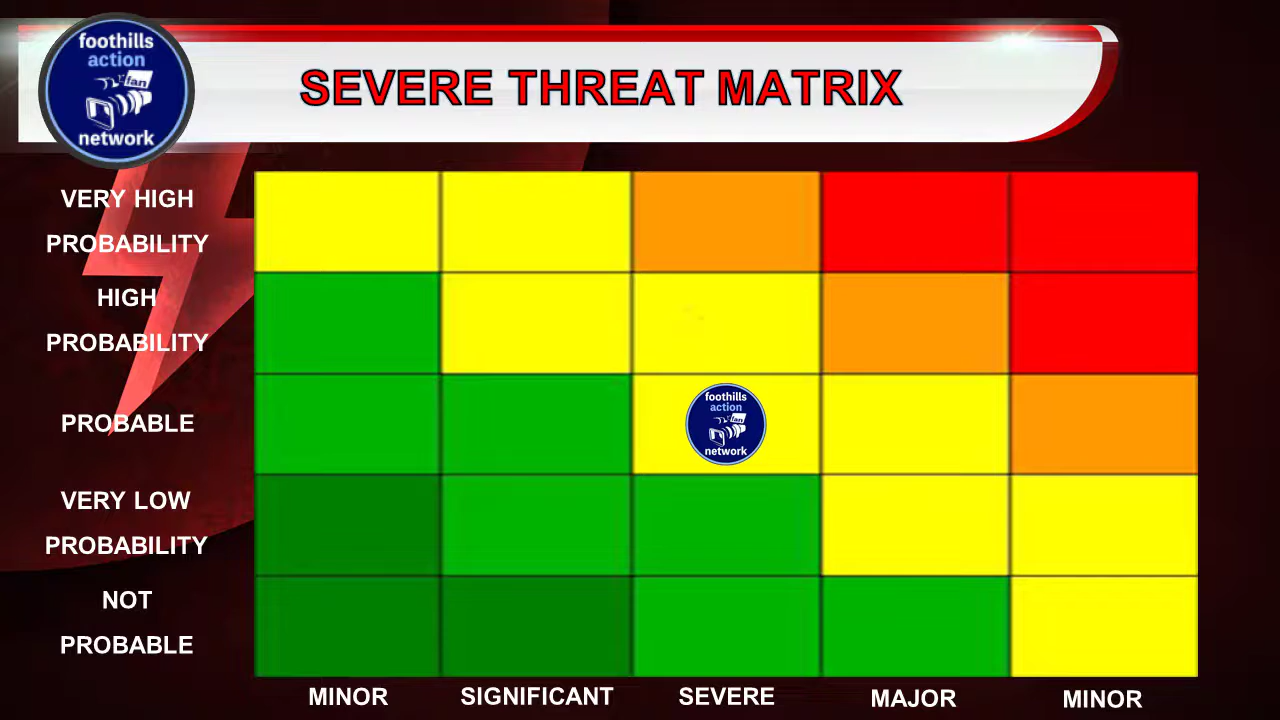 foothills
action
fan
network
SEVERE THREAT MATRIX
VERY HIGH
PROBABILITY
HIGH
PROBABILITY
PROBABLE
foothills
action
fan
network
VERY LOW
PROBABILITY
NOT
PROBABLE
MINOR
SIGNIFICANT
SEVERE
MAJOR
MINOR